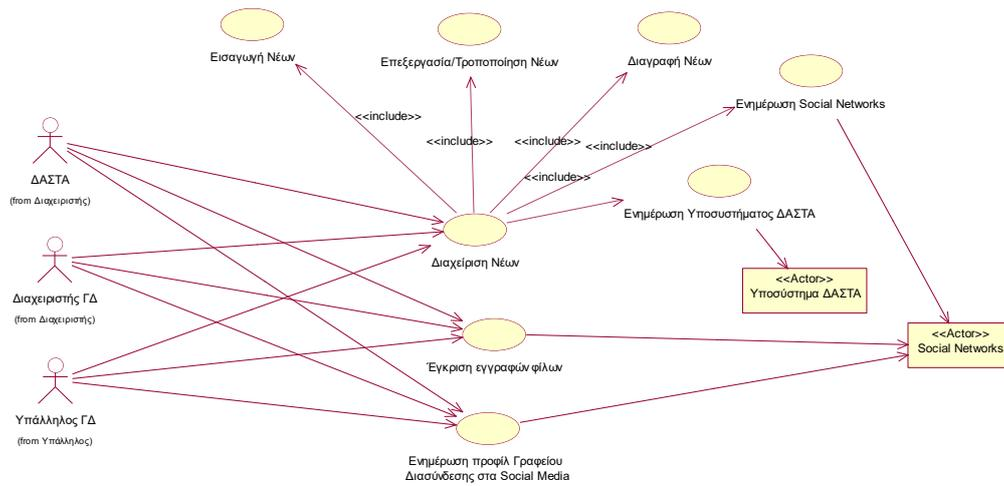 Εισαγωγή Νέων
Επεξεργασία/Τροποποίηση Νέων
Διαγραφή Νέων
Ενημέρωση Social Networks
<<include>>
<<include>>
<<include>>
<<include>>
<<include>>
ΔΑΣΤΑ
(from Διαχειριστής)
Ενημέρωση Υποσυστήματος ΔΑΣΤΑ
Διαχείριση Νέων
<<Actor>>
Υποσύστημα ΔΑΣΤΑ
Διαχειριστής ΓΔ
(from Διαχειριστής)
<<Actor>>
Social Networks
Έγκριση εγγραφών φίλων
Υπάλληλος ΓΔ
(from Υπάλληλος)
Ενημέρωση προφίλ Γραφείου
Διασύνδεσης στα Social Media